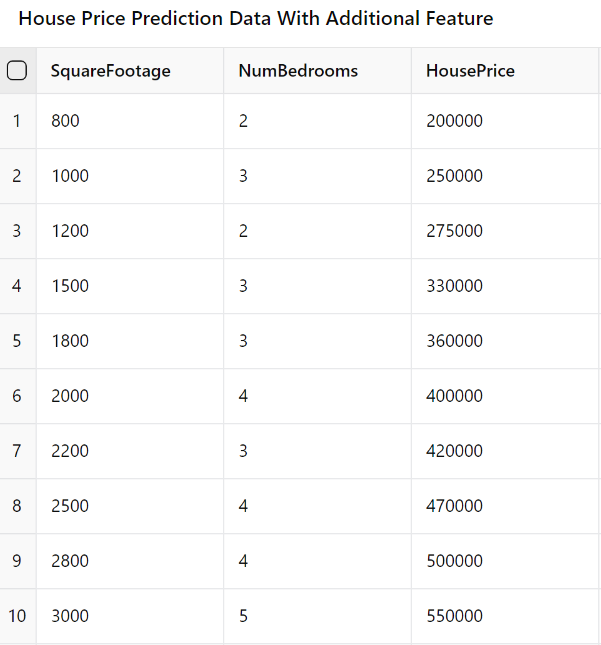 House Price Prediction Data With Additional Feature
SquareFootage NumBedrooms HousePrice
1 800 2 200000
2 1000 3 250000
3 1200 2 275000
4 1500 3 330000
5 1800 3 360000
6 2000 4 400000
7 2200 3 420000
8 2500 4 470000
9 2800 4 500000
10 3000 5 550000